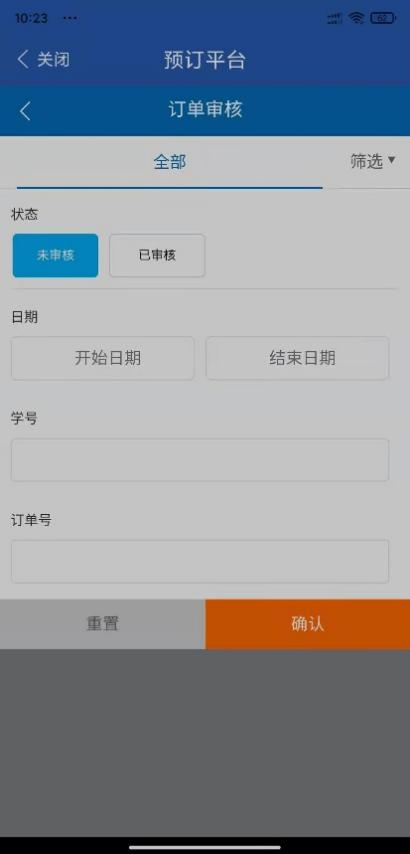 10:23 ... 62
关闭 预订平台
订单审核
全部 筛选
状态
未审核 已审核
日期
开始日期 结束日期
学号
订单号
重置 确认